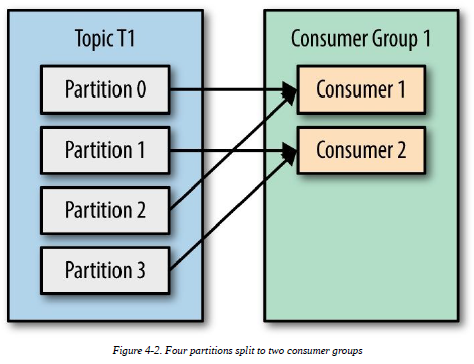 Topic T1
Partition 0
Partition 1
Partition 2
Partition 3
Consumer Group 1
Consumer 1
Consumer 2
Figure 4-2. Four partitions split to two consumer groups